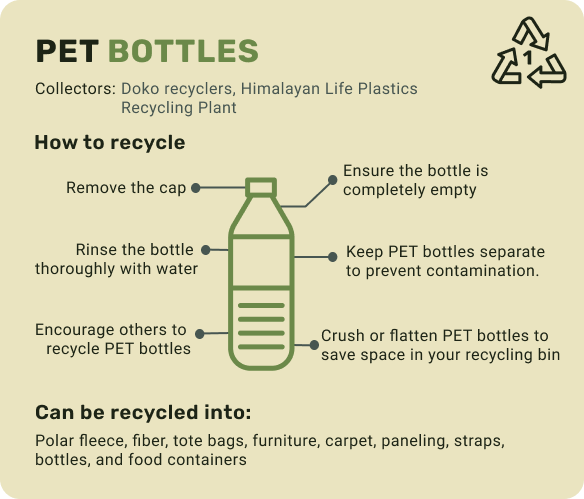 PET BOTTLES
1
Collectors: Doko recyclers, Himalayan Life Plastics
Recycling Plant
How to recycle
Remove the cap
Ensure the bottle is
completely empty
Rinse the bottle
thoroughly with water
Keep PET bottles separate
to prevent contamination.
Encourage others to
recycle PET bottles
Crush or flatten PET bottles to
save space in your recycling bin
Can be recycled into:
Polar fleece, fiber, tote bags, furniture, carpet, paneling, straps,
bottles, and food containers